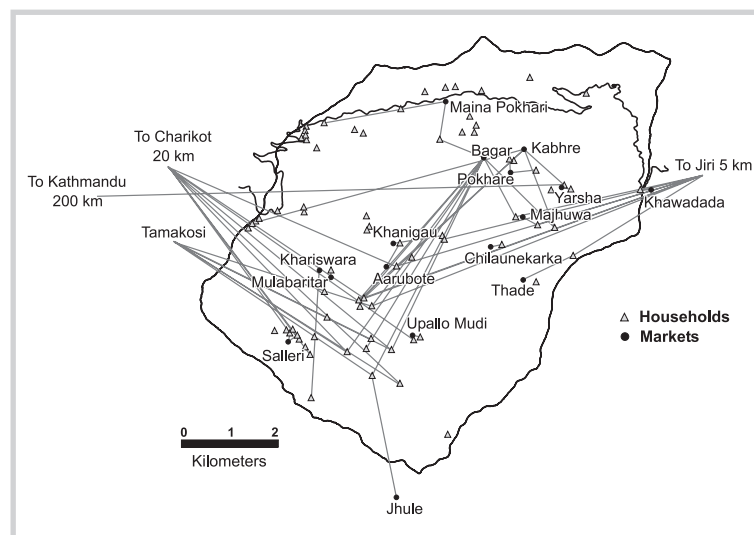 Maina Pokhari
To Charikot
20 km
Bagar
Kabhre
To Jiri 5 km
Pokhare
To Kathmandu
200 km
Yarsha
Khawadada
Majhuwa
Tamakosi
Khanigau
Chilaunekarka
Khariswara
Aarubote
Mulabaritar
Thade
Households
Upallo Mudi
Markets
Salleri
0 1 2
Kilometers
Jhule